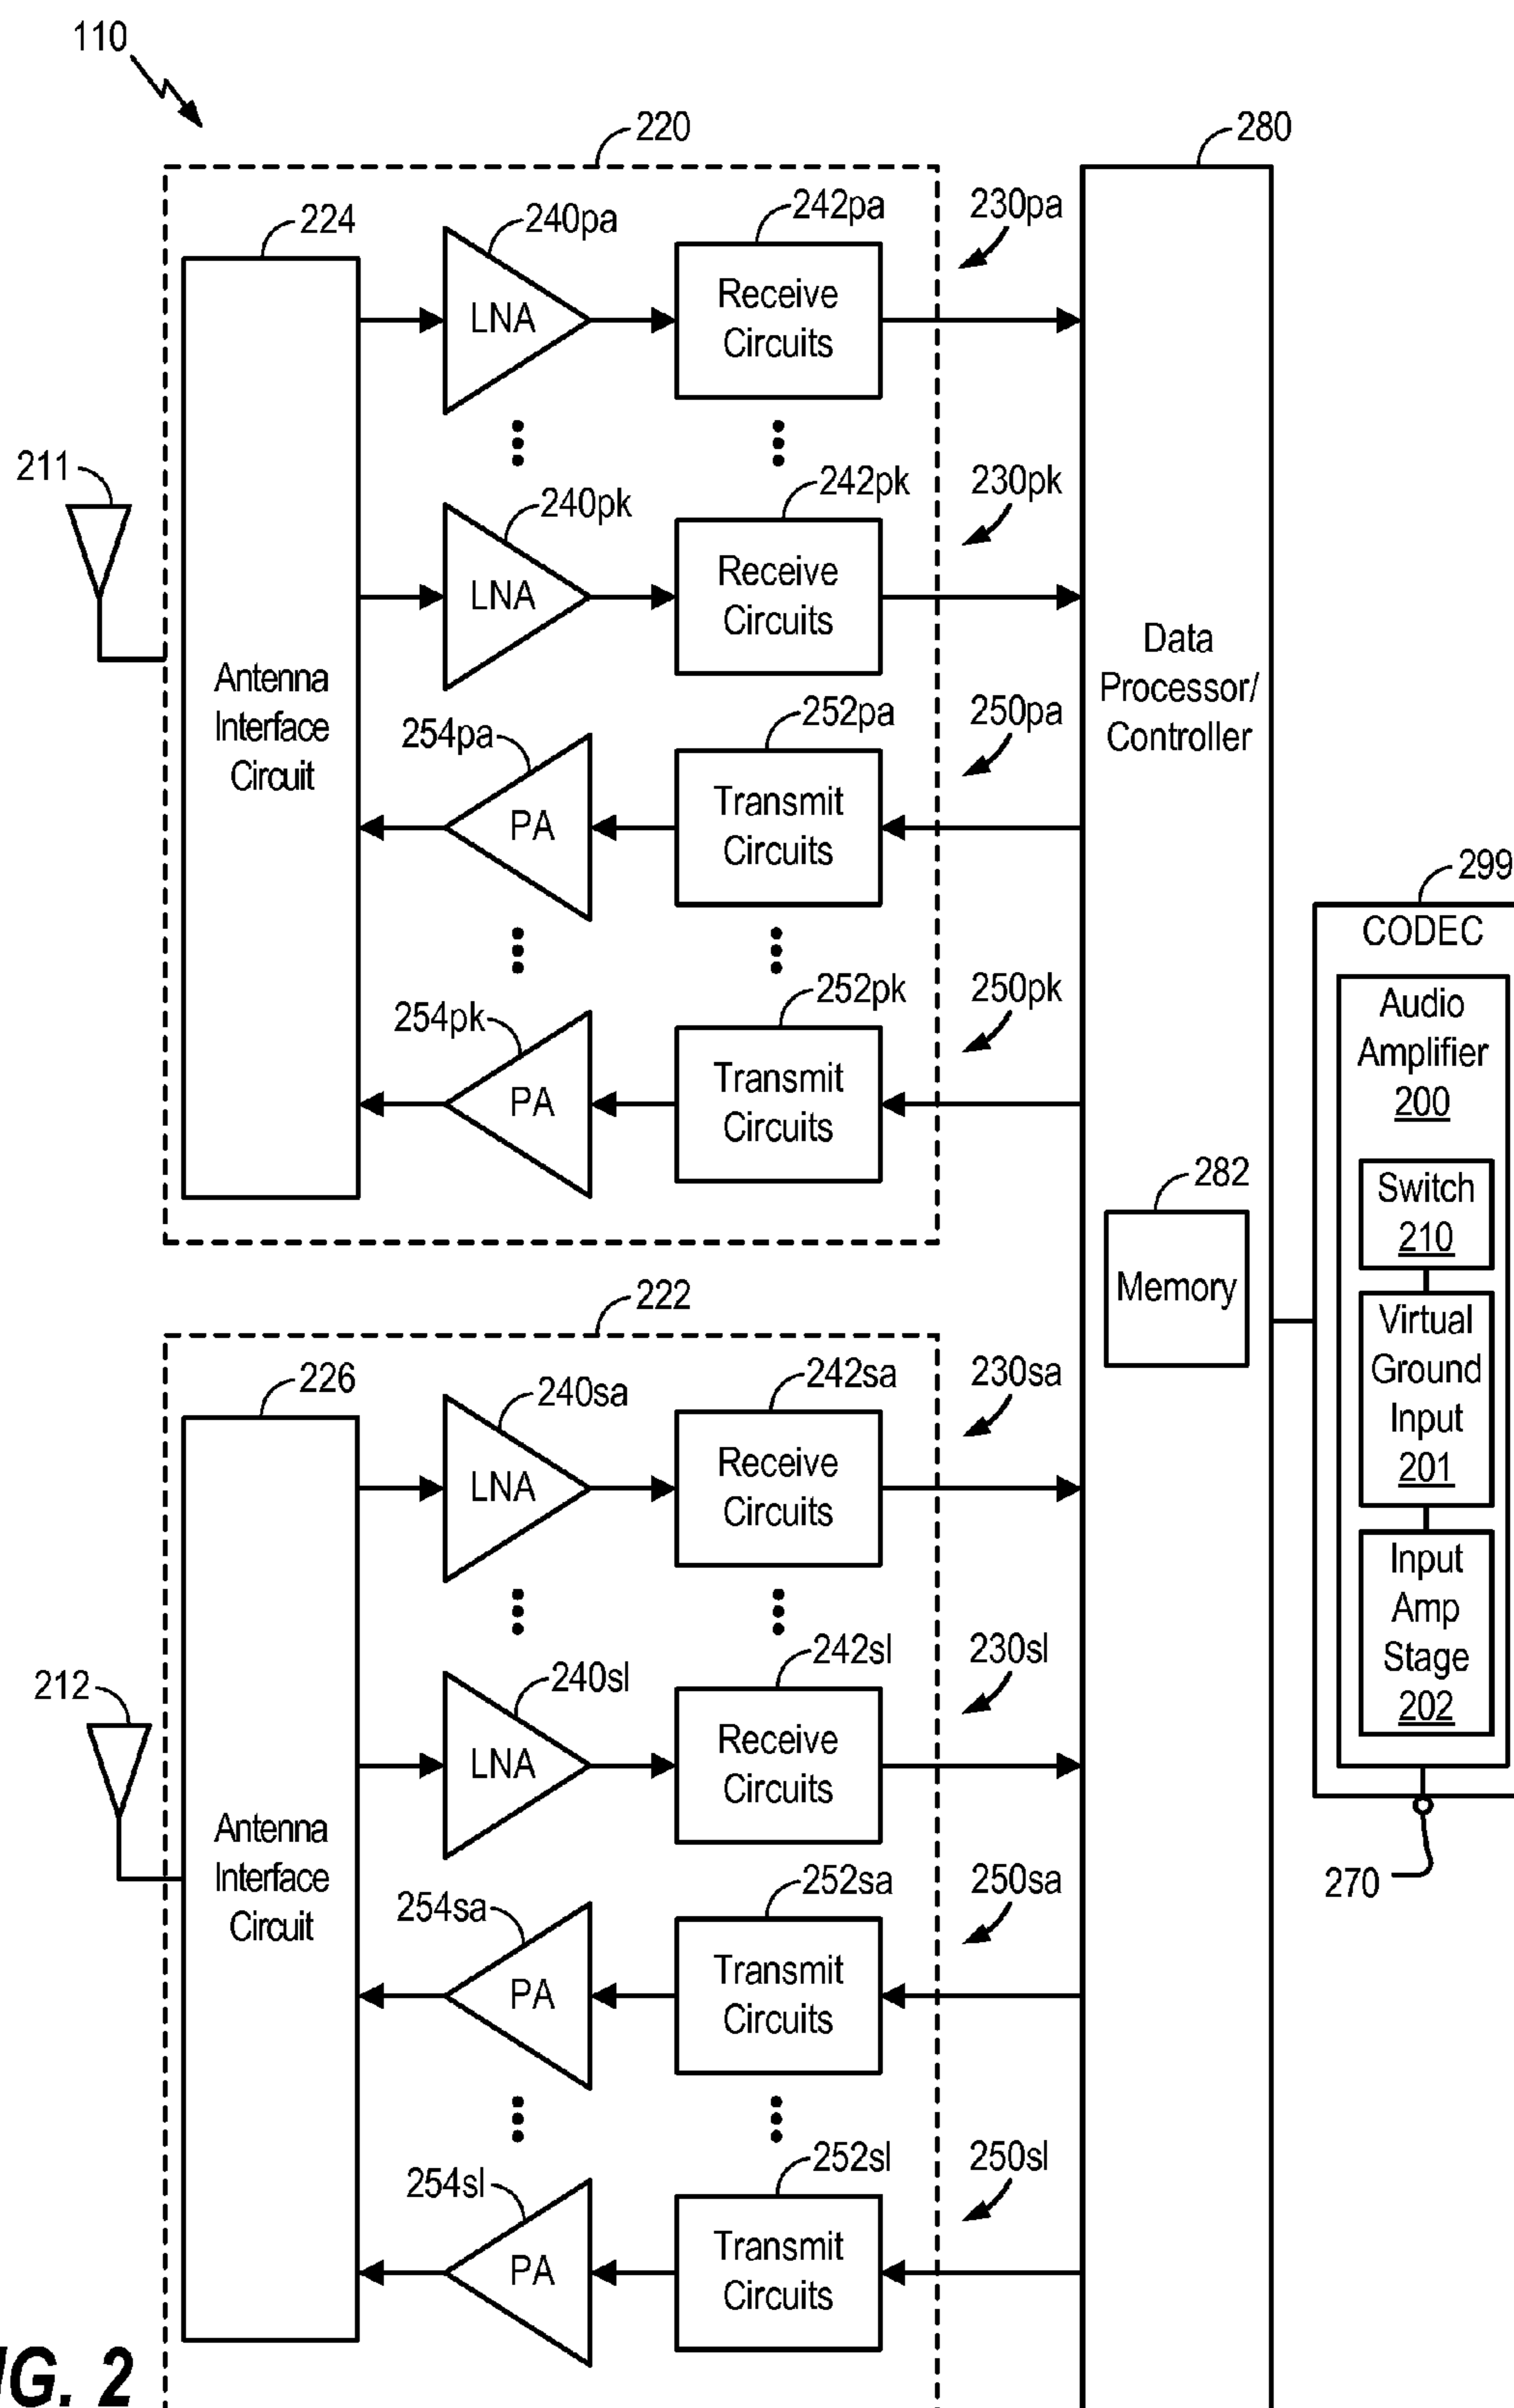 110
220
280
224
240pa
242pa
230pa
LNA
Receive
Circuits
211
240pk
242pk
230pk
LNA
Receive
Circuits
Antenna
Interface
Circuit
Data
Processor/
Controller
254pa
252pa
250pa
PA
Transmit
Circuits
254pk
252pk
250pk
PA
Transmit
Circuits
282
Memory
299
CODEC
Audio
Amplifier
200
Switch
210
Virtual
Ground
Input
201
Input
Amp
Stage
202
270
222
226
240sa
242sa
230sa
LNA
Receive
Circuits
212
240sl
242sl
230sl
LNA
Receive
Circuits
Antenna
Interface
Circuit
254sa
252sa
250sa
PA
Transmit
Circuits
254sl
252sl
250sl
PA
Transmit
Circuits
2